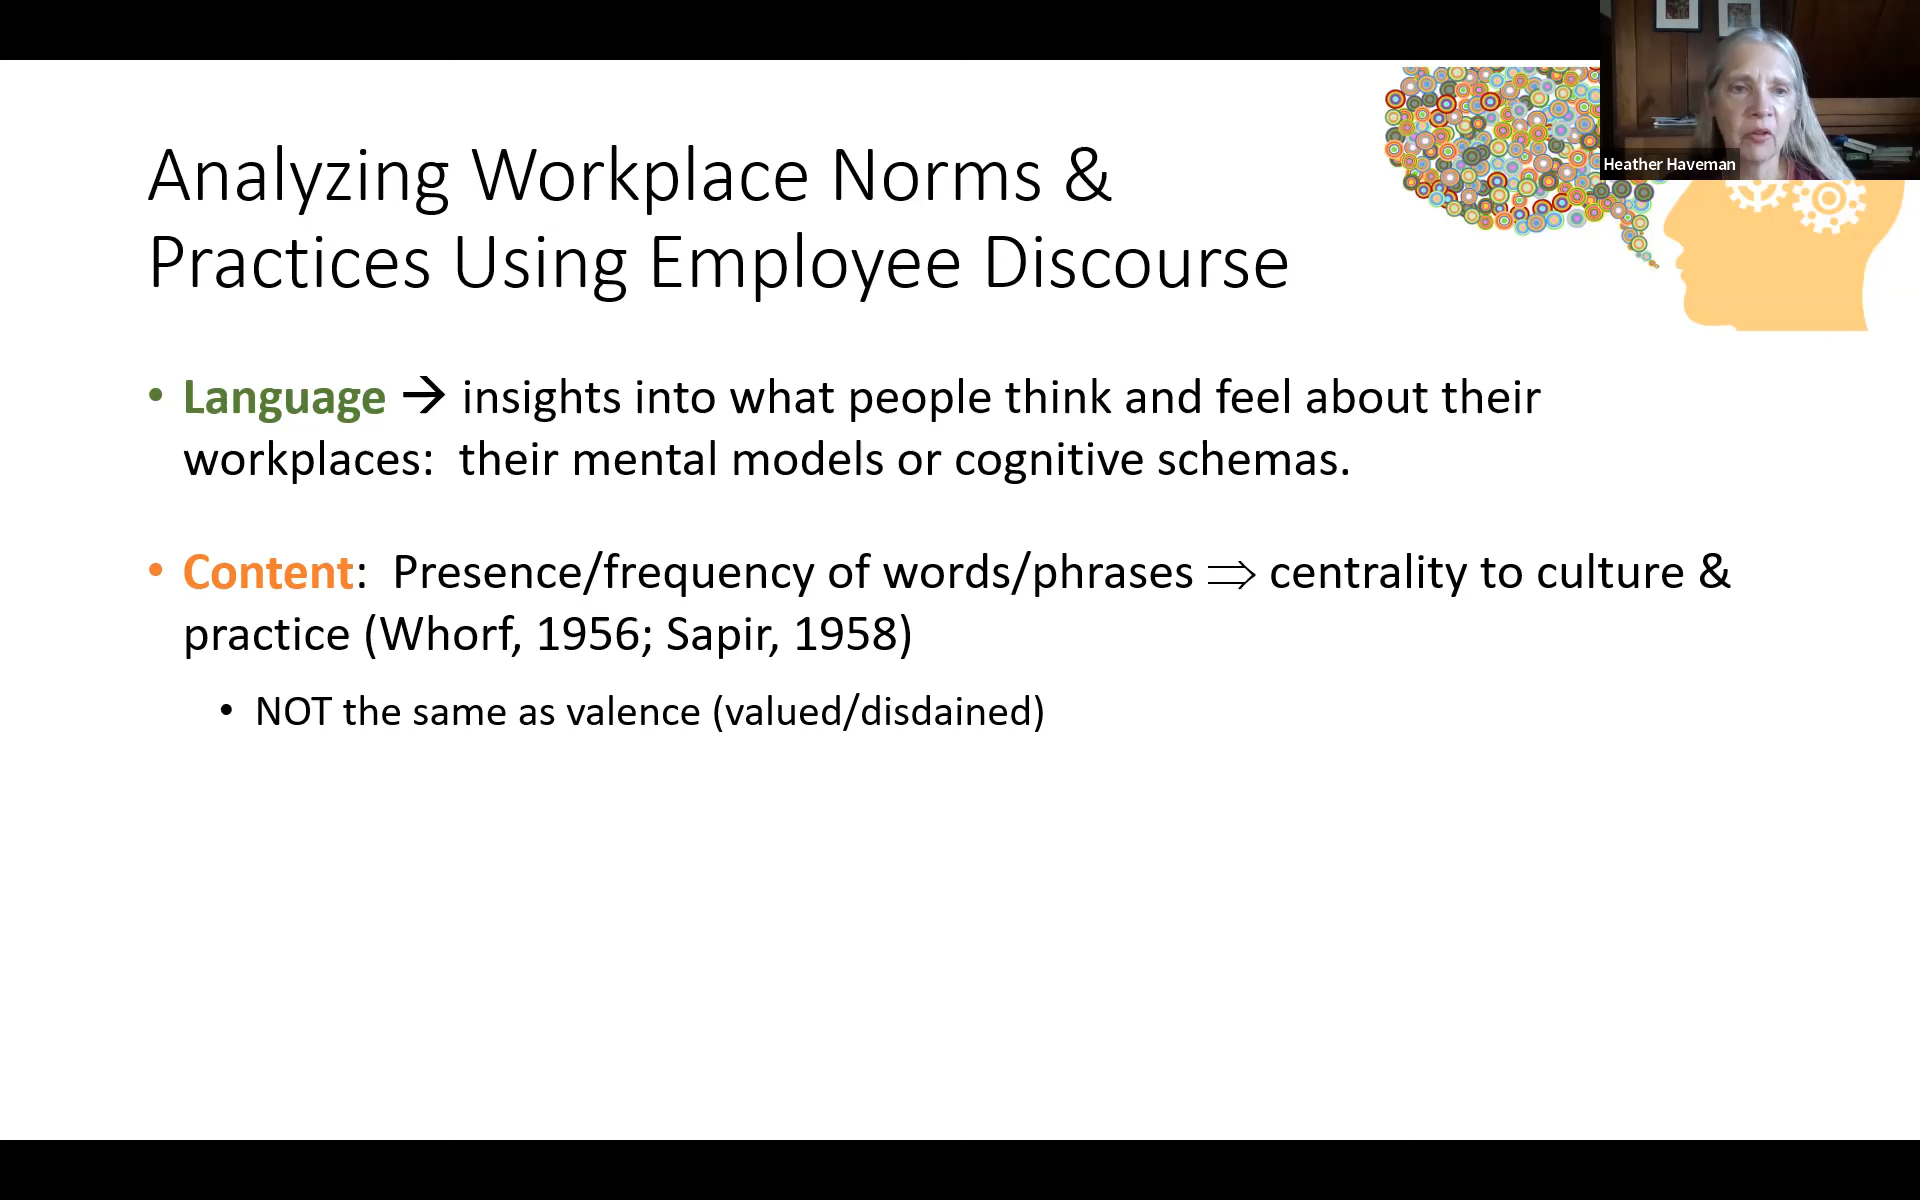 Heather Haveman
Analyzing Workplace Norms &
Practices Using Employee Discourse
• Language → insights into what people think and feel about their
workplaces:  their mental models or cognitive schemas.
• Content:  Presence/frequency of words/phrases ⇒ centrality to culture &
practice (Whorf, 1956; Sapir, 1958)
• NOT the same as valence (valued/disdained)